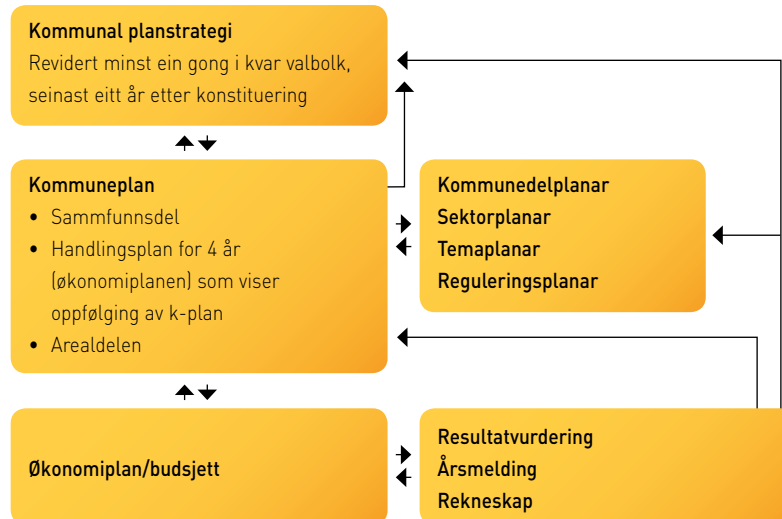 Kommunal planstrategi
Revidert minst ein gong i kvar valbolk,
seinast eitt år etter konstituering
Kommuneplan
• Sammfunnsdel
• Handlingsplan for 4 år
(økonomiplanen) som viser
oppfølging av k-plan
• Arealdelen
Kommunedelplanar
Sektorplanar
Temaplanar
Reguleringsplanar
Økonomiplan/budsjett
Resultatvurdering
Årsmelding
Rekneskap